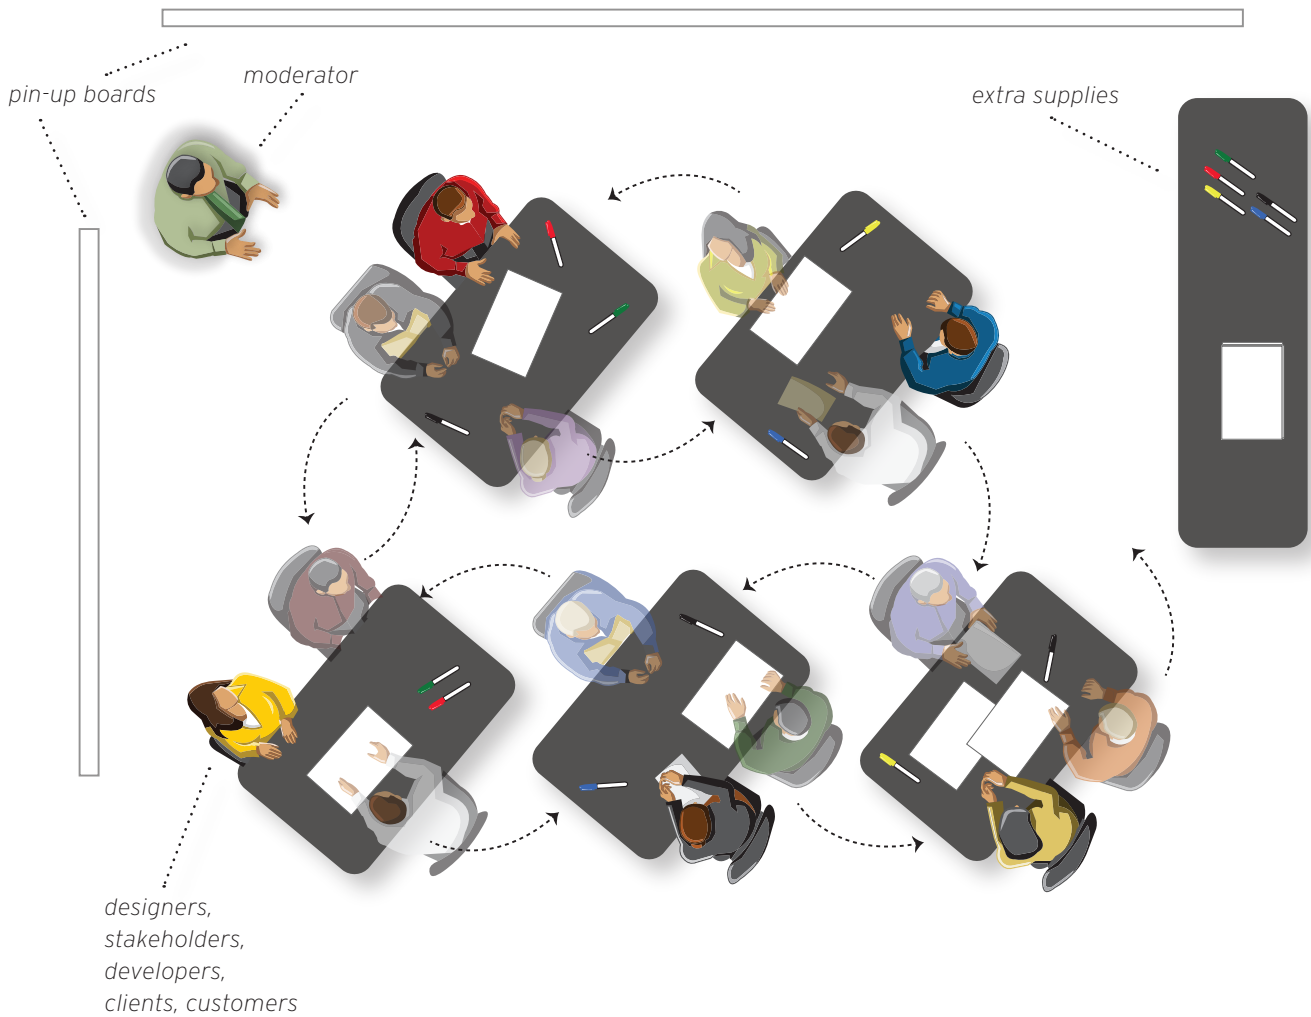 moderator
pin-up boards
extra supplies
designers,
stakeholders,
developers,
clients, customers